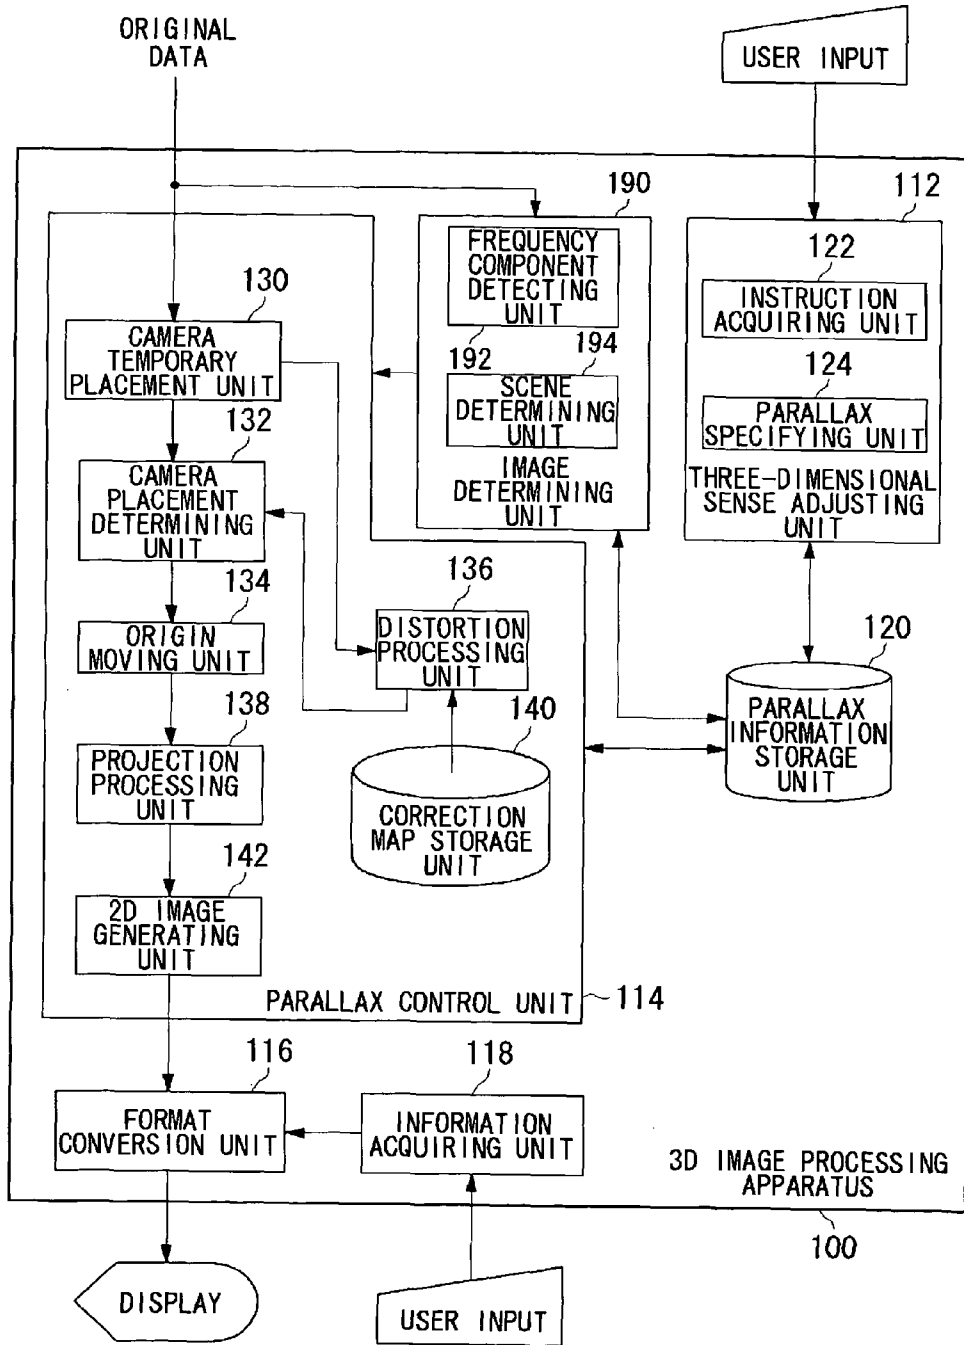 ORIGINAL
DATA
USER INPUT
190
112
FREQUENCY
COMPONENT
DETECTING
UNIT
192
194
SCENE
DETERMINING
UNIT
IMAGE
DETERMINING
UNIT
122
INSTRUCTION
ACQUIRING UNIT
124
PARALLAX
SPECIFYING UNIT
THREE-DIMENSIONAL
SENSE ADJUSTING
UNIT
130
CAMERA
TEMPORARY
PLACEMENT UNIT
132
CAMERA
PLACEMENT
DETERMINING
UNIT
134
ORIGIN
MOVING UNIT
136
DISTORTION
PROCESSING
UNIT
120
PARALLAX
INFORMATION
STORAGE
UNIT
138
PROJECTION
PROCESSING
UNIT
140
CORRECTION
MAP STORAGE
UNIT
142
2D IMAGE
GENERATING
UNIT
PARALLAX CONTROL UNIT
114
116
FORMAT
CONVERSION UNIT
118
INFORMATION
ACQUIRING UNIT
3D IMAGE PROCESSING
APPARATUS
100
DISPLAY
USER INPUT